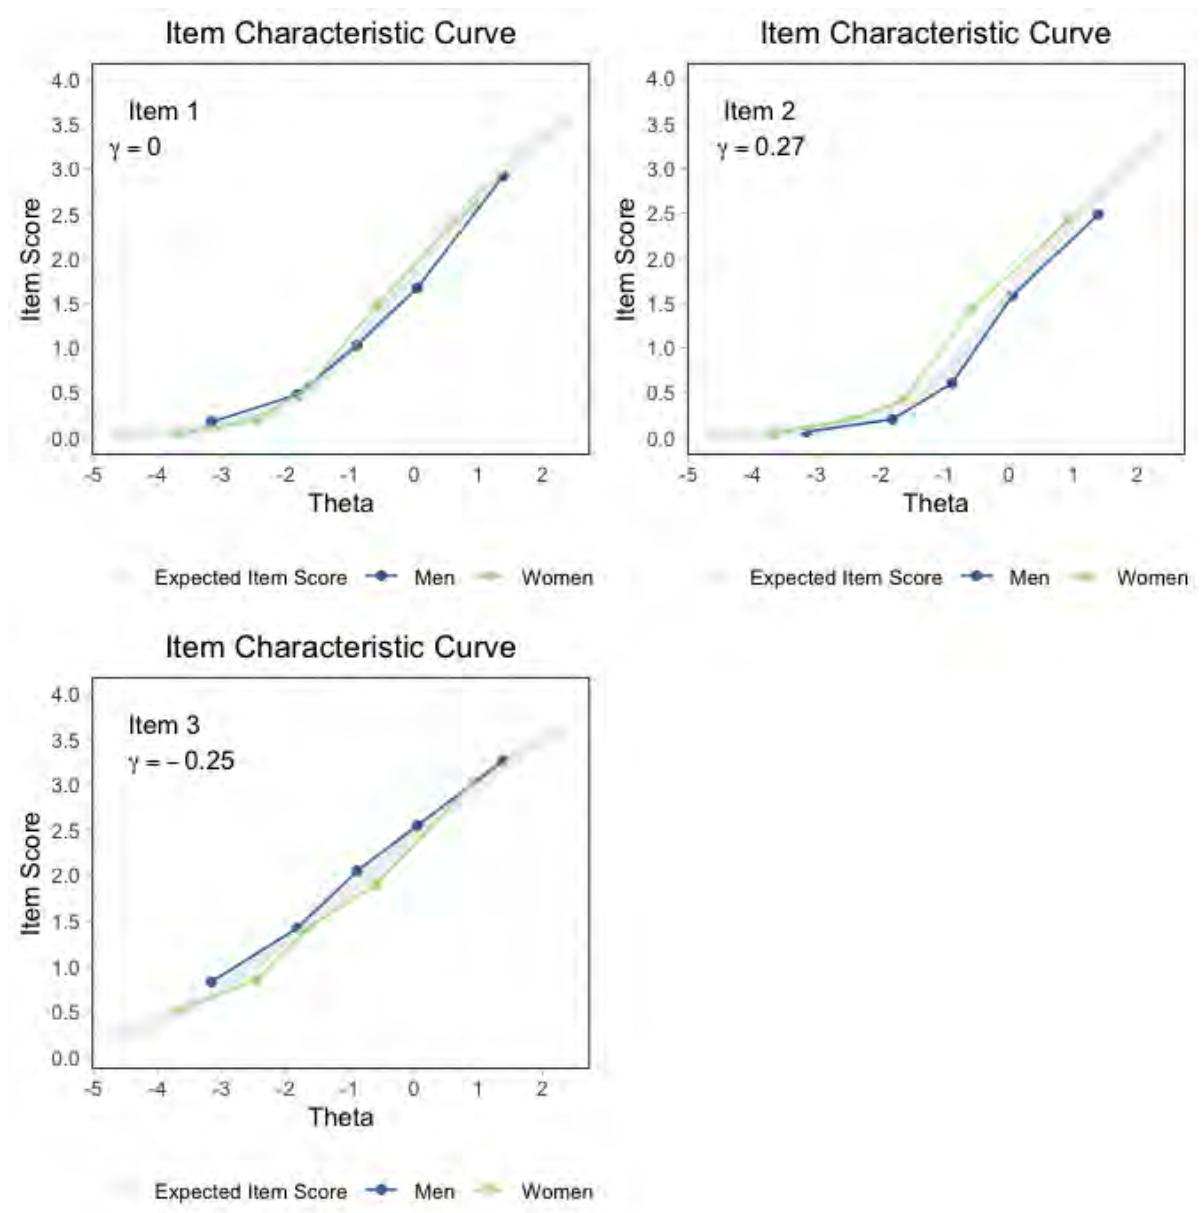 Item Characteristic Curve
Item 1
γ = 0
4.0
3.5
3.0
2.5
2.0
1.5
1.0
0.5
0.0
Item Score
-5 -4 -3 -2 -1 0 1 2
Theta
Expected Item Score Men Women
Item Characteristic Curve
Item 2
γ = 0.27
4.0
3.5
3.0
2.5
2.0
1.5
1.0
0.5
0.0
Item Score
-5 -4 -3 -2 -1 0 1 2
Theta
Expected Item Score Men Women
Item Characteristic Curve
Item 3
γ = – 0.25
4.0
3.5
3.0
2.5
2.0
1.5
1.0
0.5
0.0
Item Score
-5 -4 -3 -2 -1 0 1 2
Theta
Expected Item Score Men Women